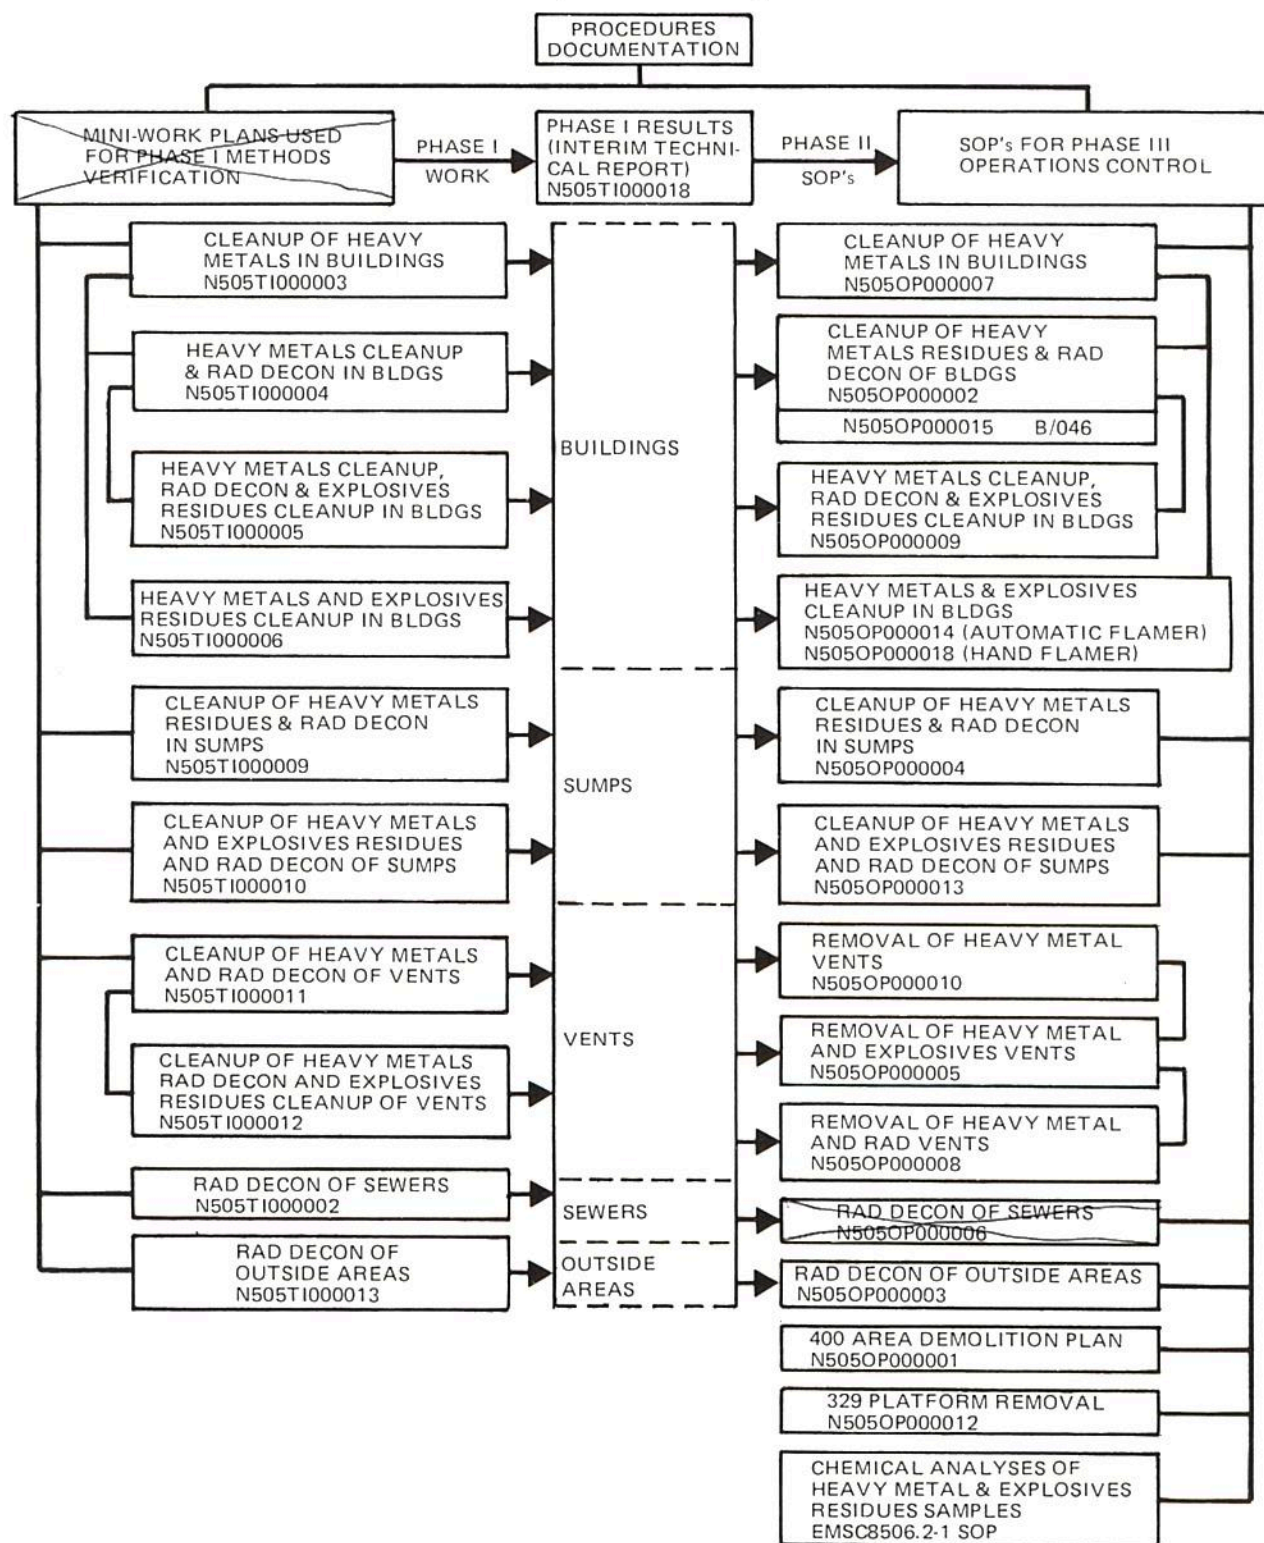 PROCEDURES
DOCUMENTATION
MINI-WORK PLANS USED
FOR PHASE I METHODS
VERIFICATION
PHASE I
WORK
PHASE I RESULTS
(INTERIM TECHNI-
CAL REPORT)
N505TI000018
PHASE II
SOP's
SOP's FOR PHASE III
OPERATIONS CONTROL
CLEANUP OF HEAVY
METALS IN BUILDINGS
N505TI000003
HEAVY METALS CLEANUP
& RAD DECON IN BLDGS
N505TI000004
HEAVY METALS CLEANUP,
RAD DECON & EXPLOSIVES
RESIDUES CLEANUP IN BLDGS
N505TI000005
HEAVY METALS AND EXPLOSIVES
RESIDUES CLEANUP IN BLDGS
N505TI000006
CLEANUP OF HEAVY METALS
RESIDUES & RAD DECON
IN SUMPS
N505TI000009
CLEANUP OF HEAVY METALS
AND EXPLOSIVES RESIDUES
AND RAD DECON OF SUMPS
N505TI000010
CLEANUP OF HEAVY METALS
AND RAD DECON OF VENTS
N505TI000011
CLEANUP OF HEAVY METALS
RAD DECON AND EXPLOSIVES
RESIDUES CLEANUP OF VENTS
N505TI000012
RAD DECON OF SEWERS
N505TI000002
RAD DECON OF
OUTSIDE AREAS
N505TI000013
BUILDINGS
SUMPS
VENTS
SEWERS
OUTSIDE
AREAS
CLEANUP OF HEAVY
METALS IN BUILDINGS
N505OP000007
CLEANUP OF HEAVY
METALS RESIDUES & RAD
DECON OF BLDGS
N505OP000002
N505OP000015 B/046
HEAVY METALS CLEANUP,
RAD DECON & EXPLOSIVES
RESIDUES CLEANUP IN BLDGS
N505OP000009
HEAVY METALS & EXPLOSIVES
CLEANUP IN BLDGS
N505OP000014 (AUTOMATIC FLAMER)
N505OP000018 (HAND FLAMER)
CLEANUP OF HEAVY METALS
RESIDUES & RAD DECON
IN SUMPS
N505OP000004
CLEANUP OF HEAVY METALS
AND EXPLOSIVES RESIDUES
AND RAD DECON OF SUMPS
N505OP000013
REMOVAL OF HEAVY METAL
VENTS
N505OP000010
REMOVAL OF HEAVY METAL
AND EXPLOSIVES VENTS
N505OP000005
REMOVAL OF HEAVY METAL
AND RAD VENTS
N505OP000008
RAD DECON OF SEWERS
N505OP000006
RAD DECON OF OUTSIDE AREAS
N505OP000003
400 AREA DEMOLITION PLAN
N505OP000001
329 PLATFORM REMOVAL
N505OP000012
CHEMICAL ANALYSES OF
HEAVY METAL & EXPLOSIVES
RESIDUES SAMPLES
EMSC8506.2-1 SOP